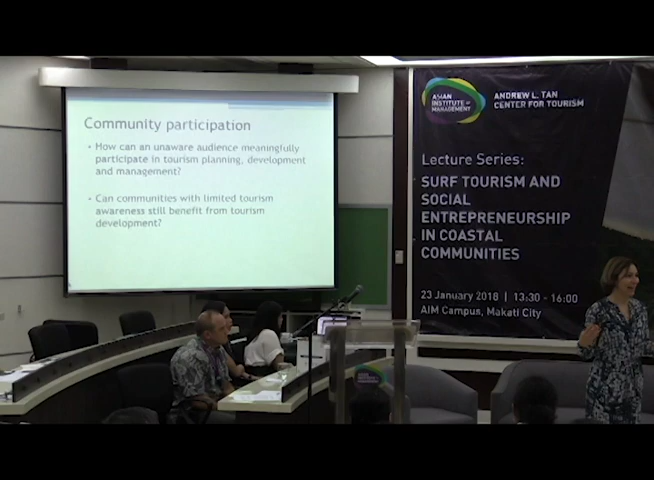 Community participation
• How can an unaware audience meaningfully
participate in tourism planning, development
and management?
• Can communities with limited tourism
awareness still benefit from tourism
development?
ASIAN
INSTITUTE OF
MANAGEMENT
ANDREW L. TAN
CENTER FOR TOURISM
Lecture Series:
SURF TOURISM AND
SOCIAL
ENTREPRENEURSHIP
IN COASTAL
COMMUNITIES
23 January 2018 | 13:30 - 16:00
AIM Campus, Makati City